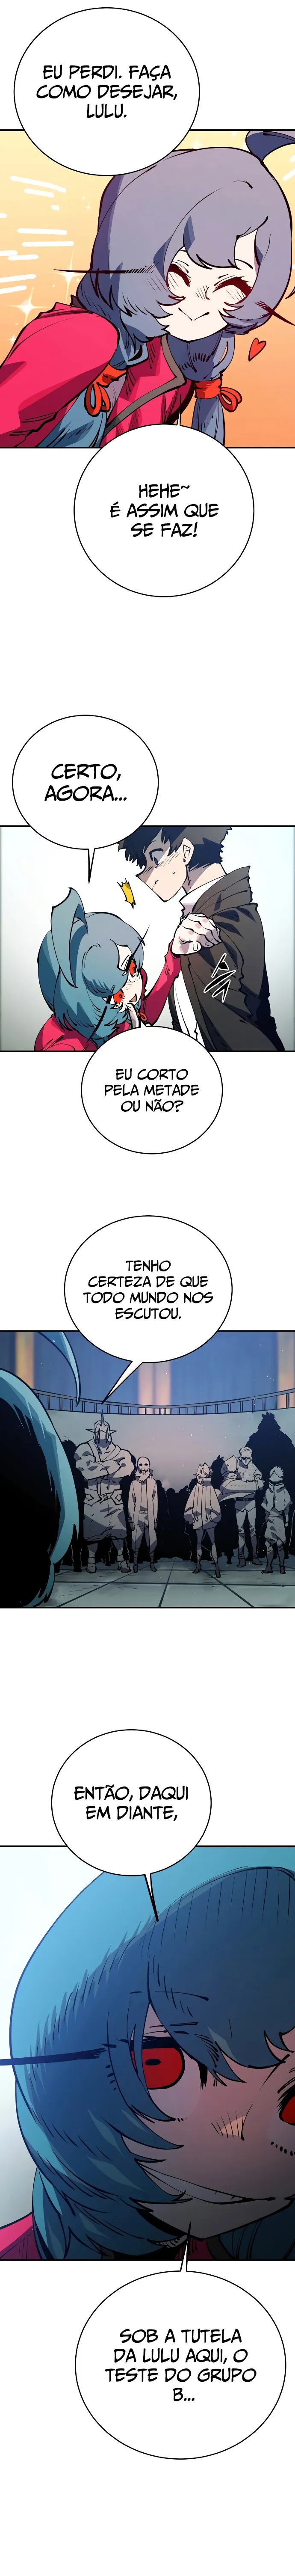 EU PERDI. FAÇA
COMO DESEJAR,
LULU.
HEHE~
É ASSIM QUE
SE FAZ!
CERTO,
AGORA...
EU CORTO
PELA METADE
OU NÃO?
TENHO
CERTEZA DE QUE
TODO MUNDO NOS
ESCUTOU.
ENTÃO, DAQUI
EM DIANTE,
SOB A TUTELA
DA LULU AQUI, O
TESTE DO GRUPO
B...